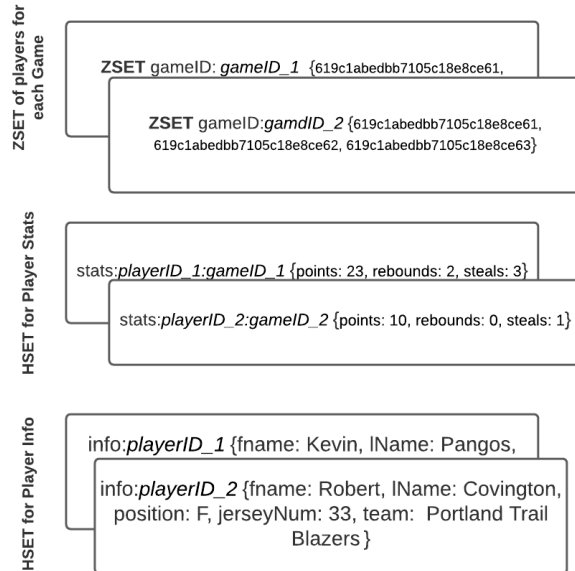 ZSET of players for
each Game
ZSET gameID: gameID_1 {619c1abedbb7105c18e8ce61,
ZSET gameID:gamdID_2 {619c1abedbb7105c18e8ce61,
619c1abedbb7105c18e8ce62, 619c1abedbb7105c18e8ce63}
HSET for Player Stats
stats:playerID_1:gameID_1 {points: 23, rebounds: 2, steals: 3}
stats:playerID_2:gameID_2 {points: 10, rebounds: 0, steals: 1}
HSET for Player Info
info:playerID_1 {fname: Kevin, lName: Pangos,
info:playerID_2 {fname: Robert, lName: Covington,
position: F, jerseyNum: 33, team: Portland Trail
Blazers }